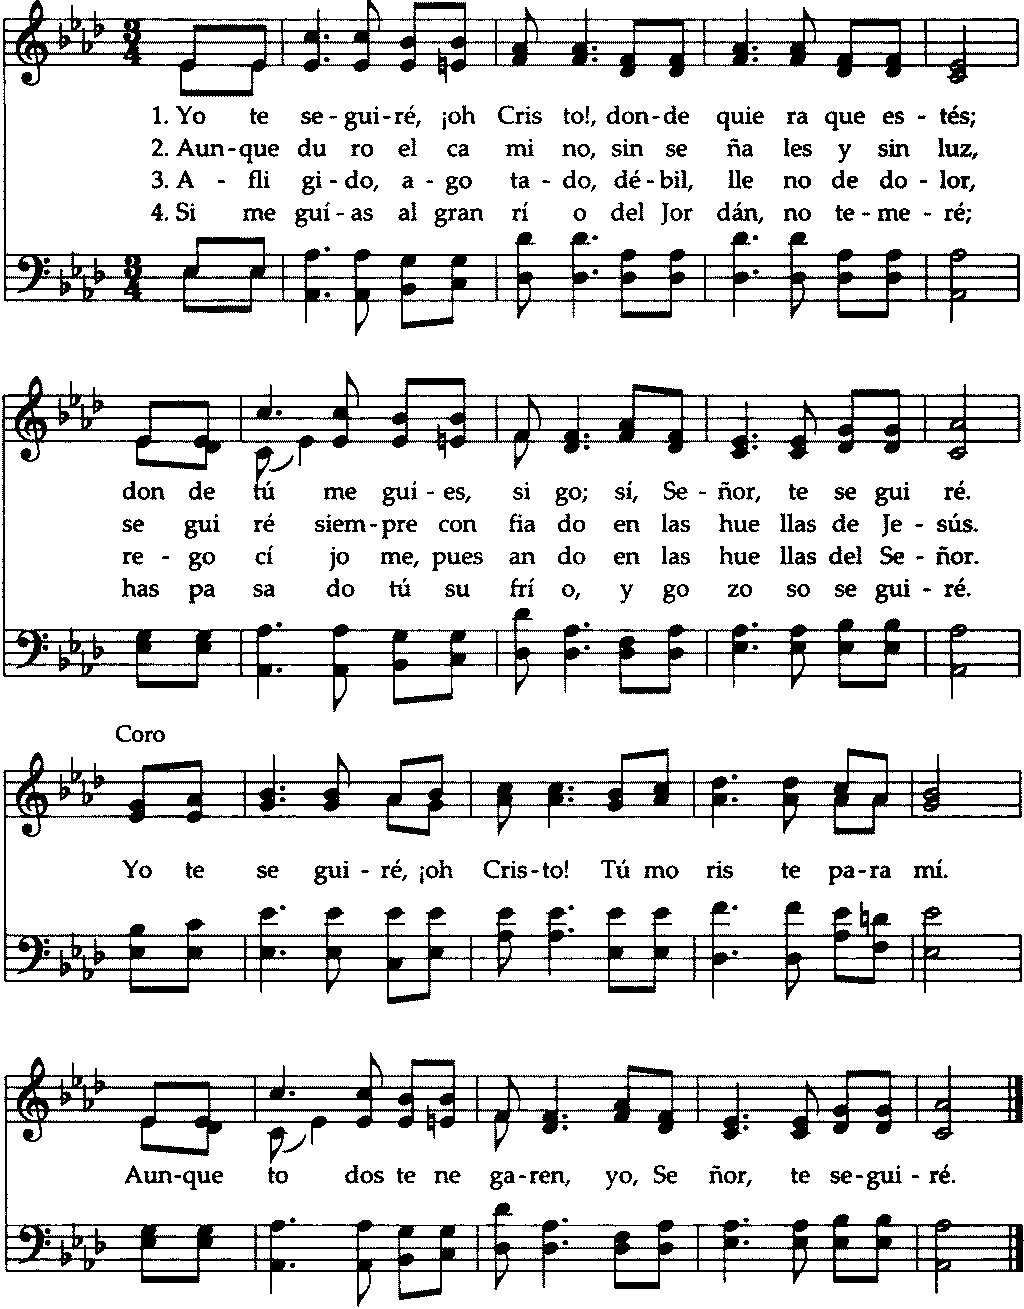 1. Yo te se-gui-ré, ¡oh Cris to!, don-de quie ra que es-tés;
2. Aun-que du ro el ca mi no, sin se ña les y sin luz,
3. A-fli gi-do, a-go ta-do, dé-bil, lle no de do-lor,
4. Si me guí-as al gran rí o del Jor dán, no te-me-ré;
don de tú me guí-es, si go; sí, Se-ñor, te se gui ré.
se gui ré siem-pre con fia do en las hue llas de Je-sús.
re-go cí jo me, pues an do en las hue llas del Se-ñor.
has pa sa do tú su frí o, y go zo so se gui-ré.
Coro
Yo te se gui-ré, ¡oh Cris-to! Tú mo ris te pa-ra mí.
Aun-que to dos te ne ga-ren, yo, Se ñor, te se-gui-ré.